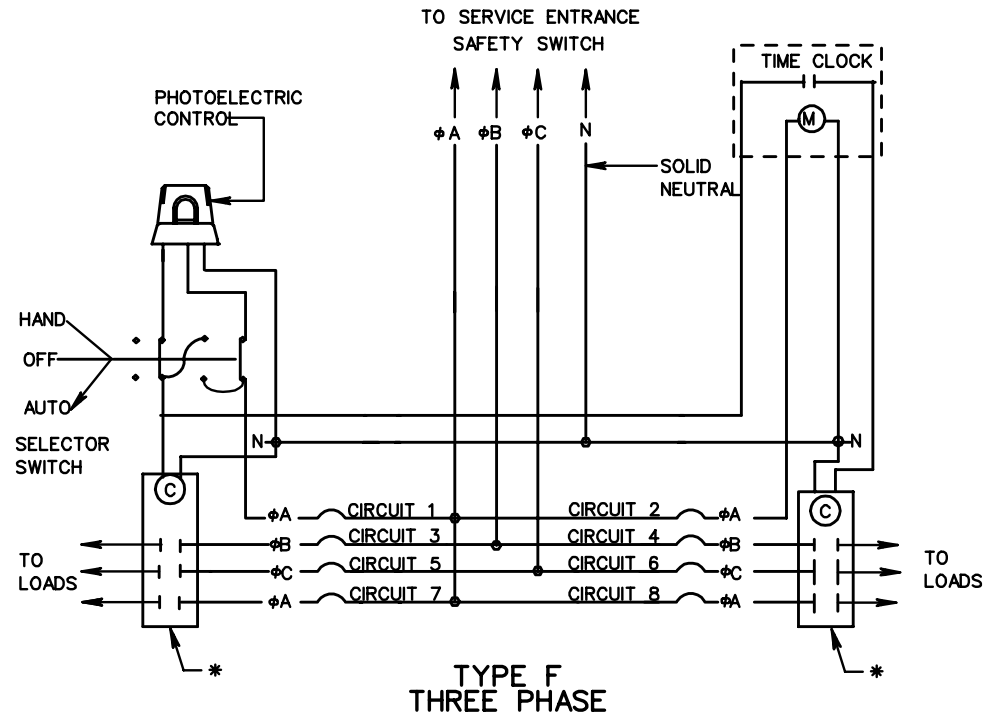 TO SERVICE ENTRANCE
SAFETY SWITCH
TIME CLOCK
PHOTOELECTRIC
CONTROL
M
ϕA
ϕB
ϕC
N
SOLID
NEUTRAL
HAND
OFF
AUTO
SELECTOR
SWITCH
N
N
C
C
ϕA
CIRCUIT 1
CIRCUIT 2
ϕA
ϕB
CIRCUIT 3
CIRCUIT 4
ϕB
TO
LOADS
ϕC
CIRCUIT 5
CIRCUIT 6
ϕC
TO
LOADS
ϕA
CIRCUIT 7
CIRCUIT 8
ϕA
*
*
TYPE F
THREE PHASE